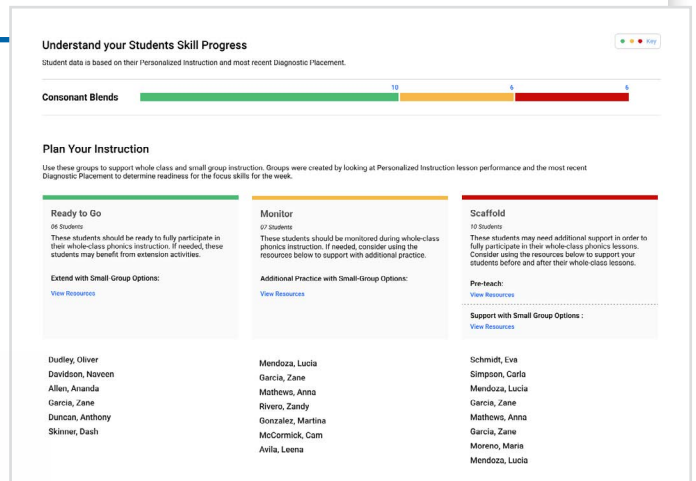 Understand your Students Skill Progress
Key
Student data is based on their Personalized Instruction and most recent Diagnostic Placement.
10 6 6
Consonant Blends
Plan Your Instruction
Use these groups to support whole class and small group instruction. Groups were created by looking at Personalized Instruction lesson performance and the most recent
Diagnostic Placement to determine readiness for the focus skills for the week.
Ready to Go
06 Students
These students should be ready to fully participate in
their whole-class phonics instruction. If needed, these
students may benefit from extension activities.
Extend with Small-Group Options:
View Resources
Dudley, Oliver
Davidson, Naveen
Allen, Ananda
Garcia, Zane
Duncan, Anthony
Skinner, Dash
Monitor
07 Students
These students should be monitored during whole-class
phonics instruction. If needed, consider using the
resources below to support with additional practice.
Additional Practice with Small-Group Options:
View Resources
Mendoza, Lucia
Garcia, Zane
Mathews, Anna
Rivero, Zandy
Gonzalez, Martina
McCormick, Cam
Avila, Leena
Scaffold
10 Students
These students may need additional support in order to
fully participate in their whole-class phonics lessons.
Consider using the resources below to support your
students before and after their whole-class lessons.
Pre-teach:
View Resources
Support with Small Group Options :
View Resources
Schmidt, Eva
Simpson, Carla
Mendoza, Lucia
Garcia, Zane
Mathews, Anna
Garcia, Zane
Moreno, Maria
Mendoza, Lucia